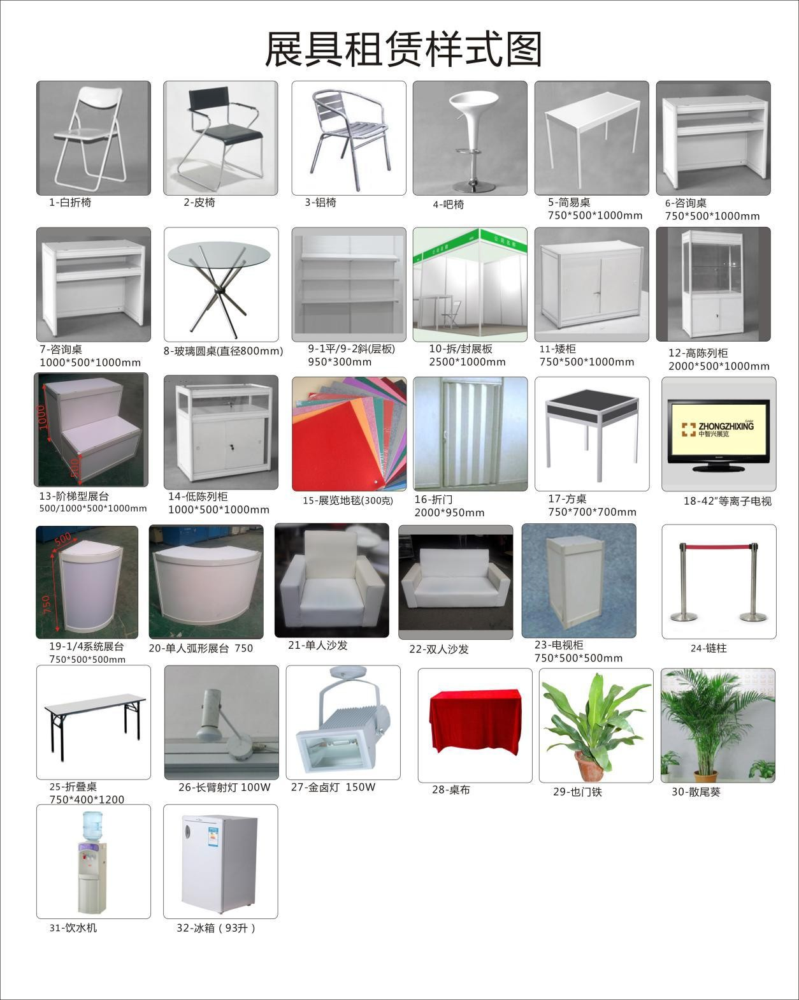 展具租赁样式图
1-白折椅
2-皮椅
3-铝椅
4-吧椅
5-简易桌
750*500*1000mm
6-咨询桌
750*500*1000mm
公司名称
7-咨询桌
1000*500*1000mm
8-玻璃圆桌(直径800mm)
9-1平/9-2斜(层板)
950*300mm
10-拆/封展板
2500*1000mm
11-矮柜
750*500*1000mm
12-高陈列柜
2000*500*1000mm
1000
500
ZHONGZHIXING
中智兴展览
13-阶梯型展台
500/1000*500*1000mm
14-低陈列柜
1000*500*1000mm
15-展览地毯(300克)
16-折门
2000*950mm
17-方桌
750*700*700mm
18-42”等离子电视
500
750
19-1/4系统展台
750*500*500mm
20-单人弧形展台 750
21-单人沙发
22-双人沙发
23-电视柜
750*500*500mm
24-链柱
25-折叠桌
750*400*1200
26-长臂射灯 100W
27-金卤灯 150W
28-桌布
29-也门铁
30-散尾葵
31-饮水机
32-冰箱（93升）